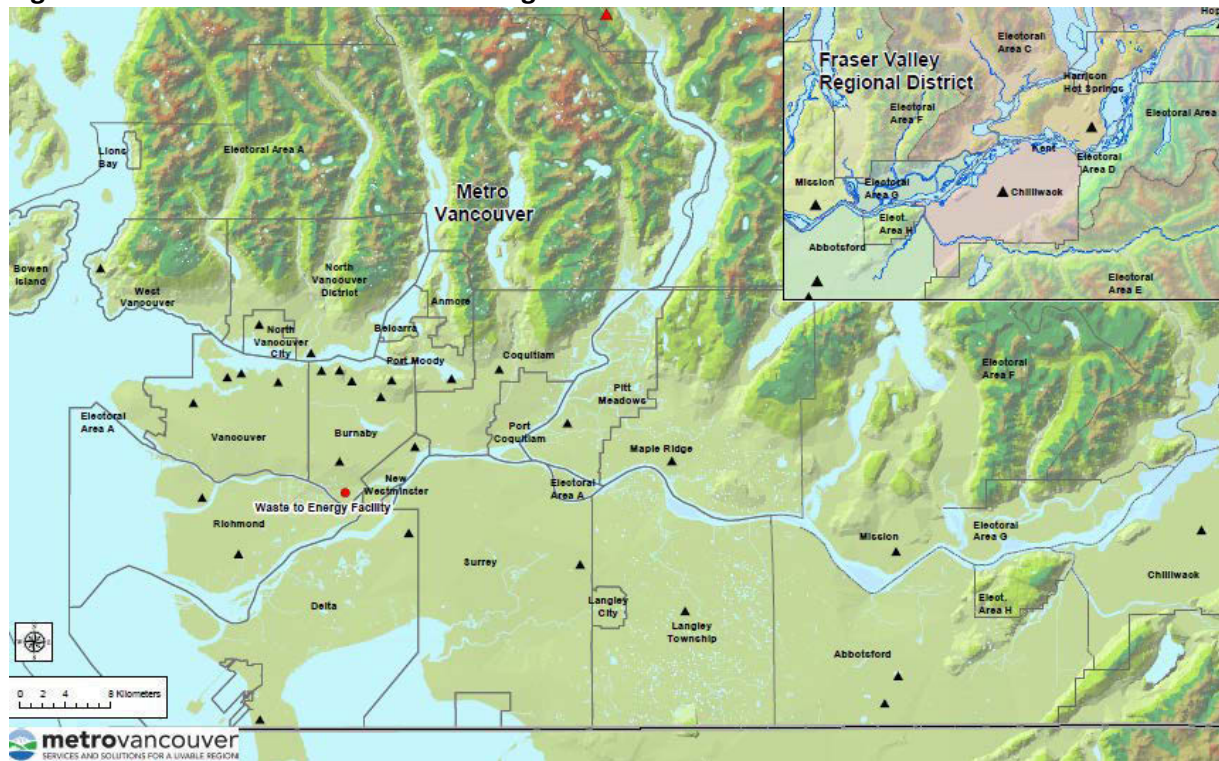 Metro
Vancouver
Lions
Bay
Electoral Area A
Bowen
Island
West
Vancouver
North
Vancouver
District
North
Vancouver
City
Anmore
Belcarra
Port Moody
Coquitlam
Pitt
Meadows
Port
Coquitlam
Electoral
Area A
Vancouver
Burnaby
Maple Ridge
New
Westminster
Electoral
Area A
Waste to Energy Facility
Richmond
Surrey
Delta
Langley
City
Langley
Township
Mission
Electoral
Area F
Electoral
Area G
Elect.
Area H
Chilliwack
Abbotsford
Fraser Valley
Regional District
Electoral
Area C
Harrison
Hot Springs
Electoral
Area F
Electoral Area
Kent
Electoral
Area D
Mission
Electoral
Area G
Chilliwack
Elect.
Area H
Abbotsford
Electoral
Area E
0 2 4 8 Kilometers
metrovancouver
SERVICES AND SOLUTIONS FOR A LIVABLE REGION